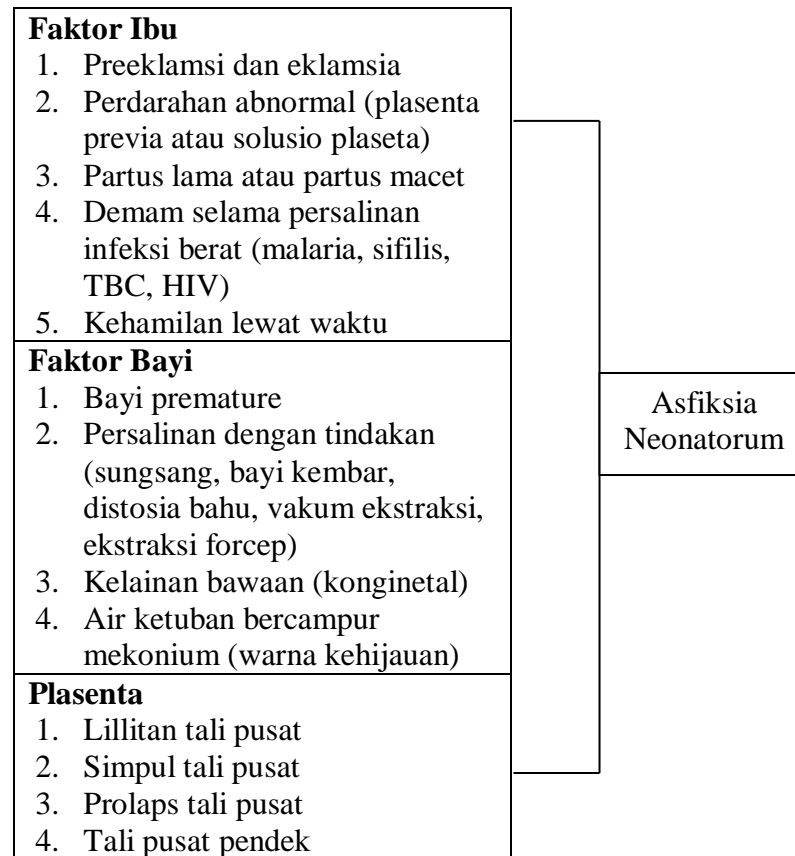 Faktor Ibu
1. Preeklamsi dan eklamsia
2. Perdarahan abnormal (plasenta
previa atau solusio plaseta)
3. Partus lama atau partus macet
4. Demam selama persalinan
infeksi berat (malaria, sifilis,
TBC, HIV)
5. Kehamilan lewat waktu
Faktor Bayi
1. Bayi premature
2. Persalinan dengan tindakan
(sungsang, bayi kembar,
distosia bahu, vakum ekstraksi,
ekstraksi forcep)
3. Kelainan bawaan (konginetal)
4. Air ketuban bercampur
mekonium (warna kehijauan)
Plasenta
1. Lillitan tali pusat
2. Simpul tali pusat
3. Prolaps tali pusat
4. Tali pusat pendek
Asfiksia
Neonatorum